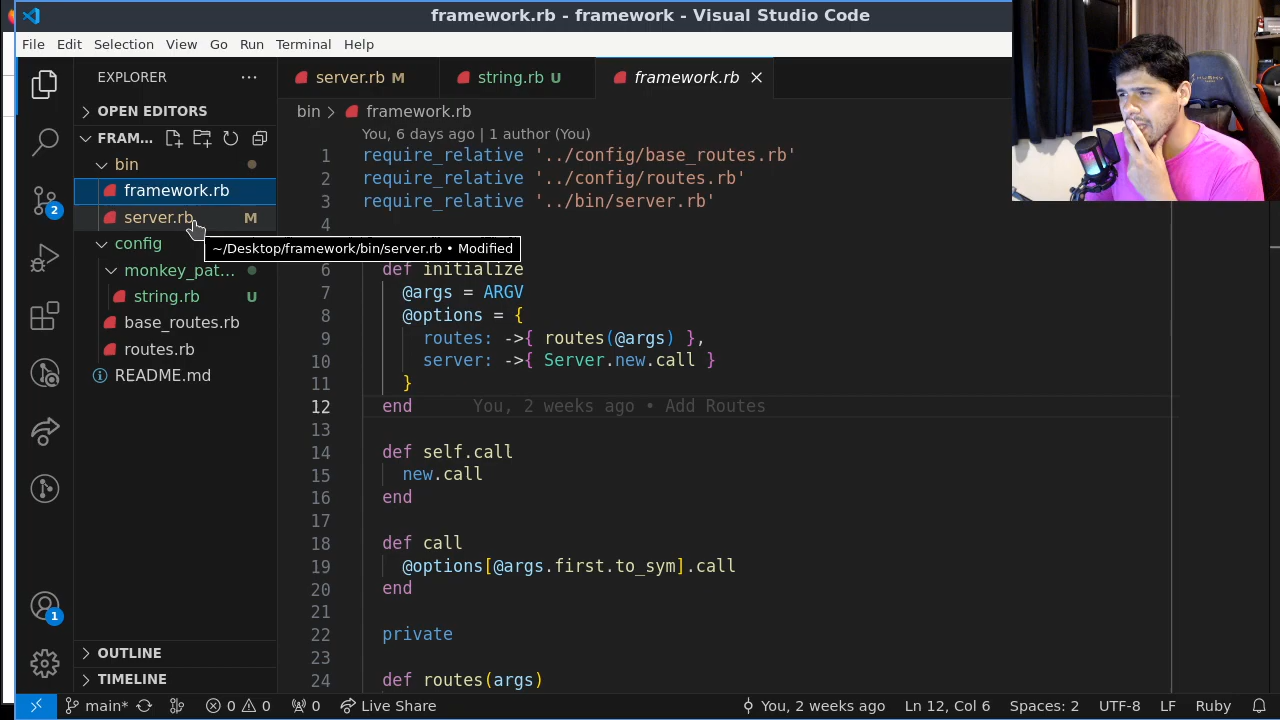 framework.rb - framework - Visual Studio Code
File Edit Selection View Go Run Terminal Help
EXPLORER
OPEN EDITORS
FRAM...
bin
framework.rb
server.rb M
~/Desktop/framework/bin/server.rb • Modified
config
monkey_pat...
string.rb U
base_routes.rb
routes.rb
README.md
OUTLINE
TIMELINE
2
1
server.rb M string.rb U framework.rb
bin > framework.rb
You, 6 days ago | 1 author (You)
1 require_relative '../config/base_routes.rb'
2 require_relative '../config/routes.rb'
3 require_relative '../bin/server.rb'
4
6 def initialize
7 @args = ARGV
8 @options = {
9 routes: ->{ routes(@args) },
10 server: ->{ Server.new.call }
11 }
12 end You, 2 weeks ago • Add Routes
13
14 def self.call
15 new.call
16 end
17
18 def call
19 @options[@args.first.to_sym].call
20 end
21
22 private
23
24 def routes(args)
main* 0 0 0 Live Share You, 2 weeks ago Ln 12, Col 6 Spaces: 2 UTF-8 LF Ruby